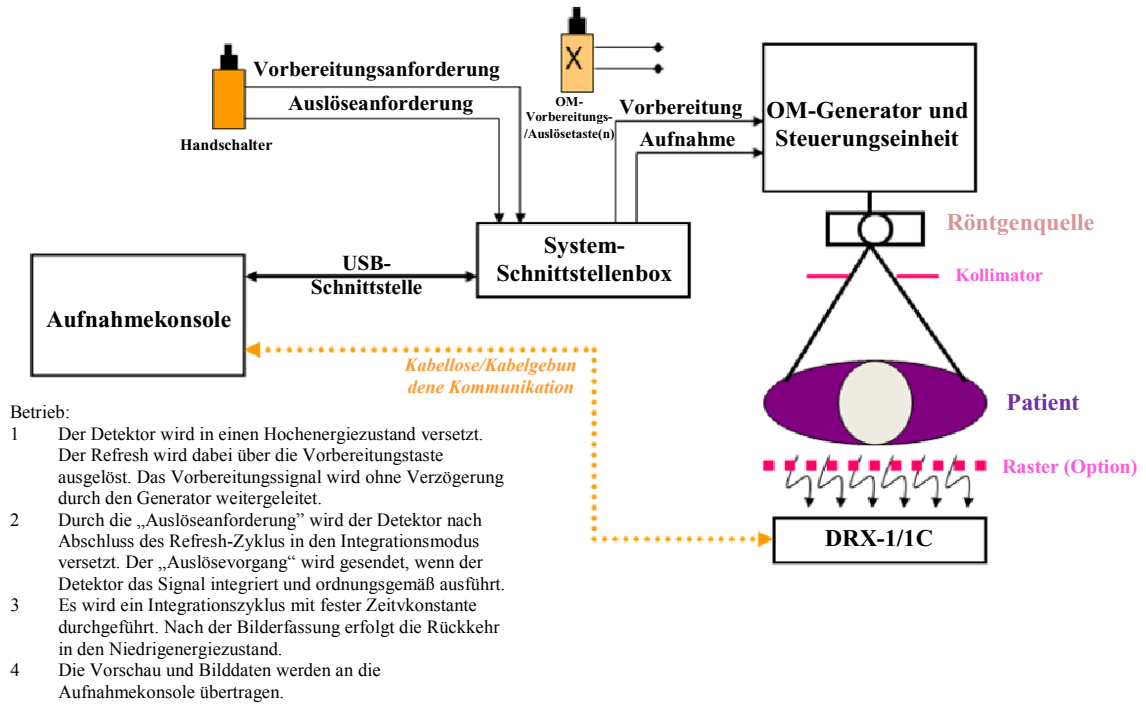 Vorbereitungsanforderung
Auslöseanforderung
Handschalter
X
OM-
Vorbereitungs-
/Auslösetaste(n)
Vorbereitung
Aufnahme
OM-Generator und
Steuerungseinheit
Röntgenquelle
Kollimator
System-
Schnittstellenbox
USB-
Schnittstelle
Aufnahmekonsole
Kabellose/Kabelgebun
dene Kommunikation
Patient
Raster (Option)
DRX-1/1C
Betrieb:
1 Der Detektor wird in einen Hochenergiezustand versetzt.
Der Refresh wird dabei über die Vorbereitungstaste
ausgelöst. Das Vorbereitungssignal wird ohne Verzögerung
durch den Generator weitergeleitet.
2 Durch die „Auslöseanforderung” wird der Detektor nach
Abschluss des Refresh-Zyklus in den Integrationsmodus
versetzt. Der „Auslösevorgang“ wird gesendet, wenn der
Detektor das Signal integriert und ordnungsgemäß ausführt.
3 Es wird ein Integrationszyklus mit fester Zeitvkonstante
durchgeführt. Nach der Bilderfassung erfolgt die Rückkehr
in den Niedrigenergiezustand.
4 Die Vorschau und Bilddaten werden an die
Aufnahmekonsole übertragen.